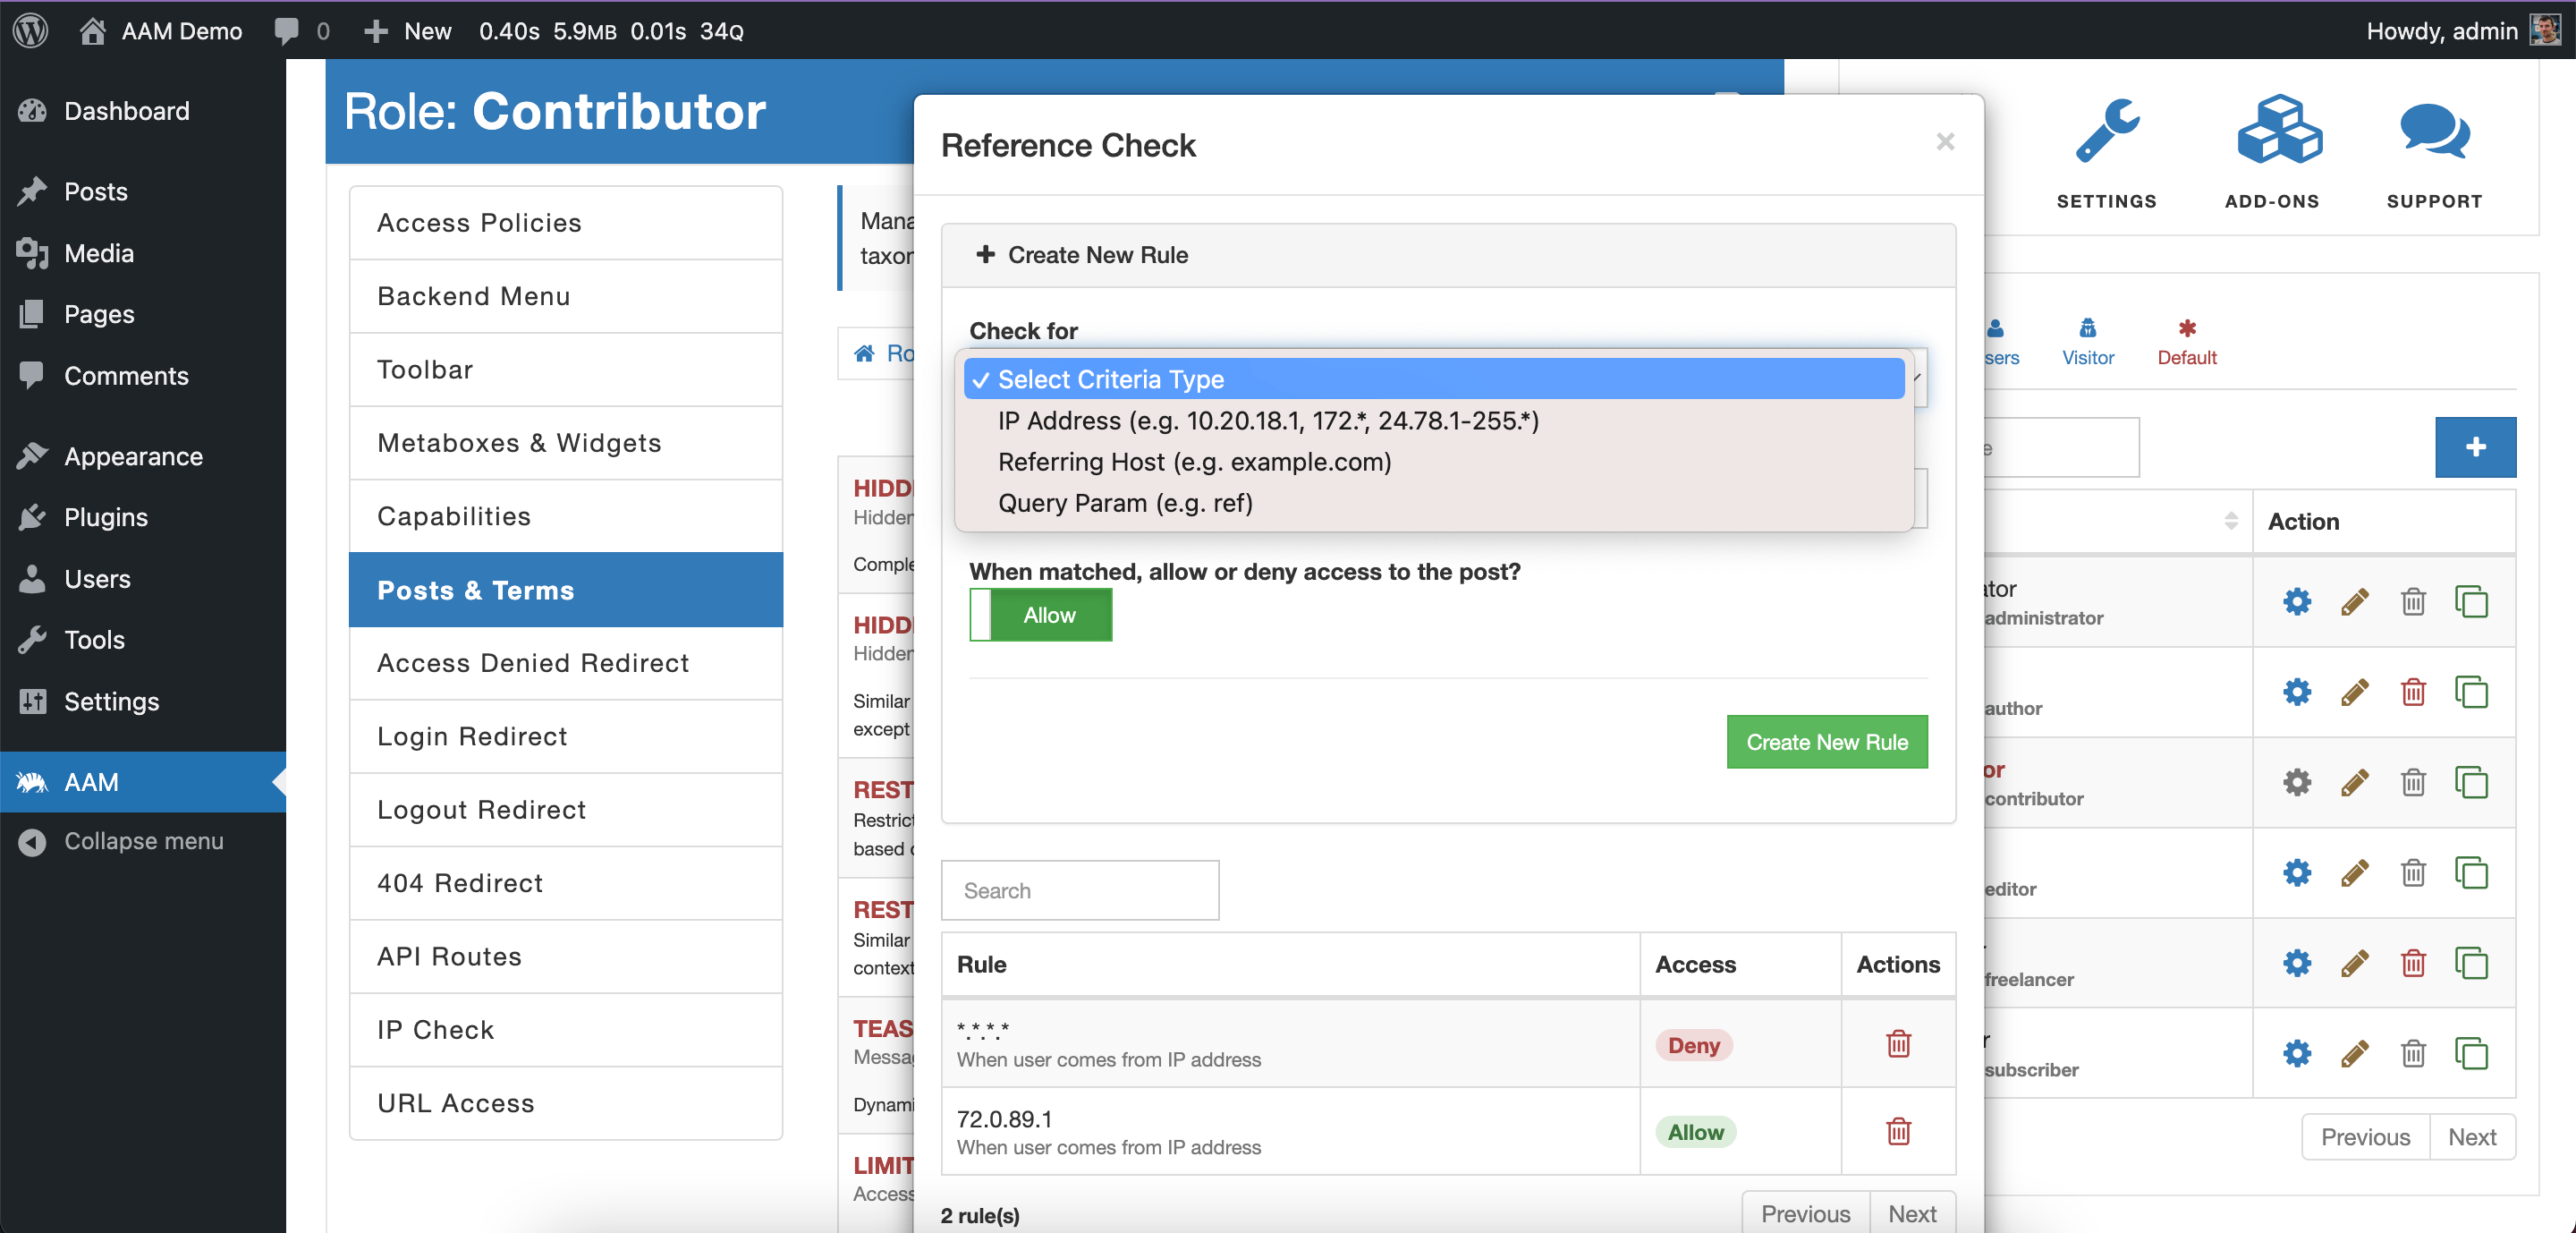 AAM Demo 0 New 0.40s 5.9MB 0.01s 34Q Howdy, admin
Dashboard
Posts
Media
Pages
Comments
Appearance
Plugins
Users
Tools
Settings
AAM
Collapse menu
Role: Contributor
Access Policies
Backend Menu
Toolbar
Metaboxes & Widgets
Capabilities
Posts & Terms
Access Denied Redirect
Login Redirect
Logout Redirect
404 Redirect
API Routes
IP Check
URL Access
Mana
taxon
Ro
HIDD
Hidden
Comple
HIDD
Hidden
Similar
except
REST
Restrict
based
REST
Similar
context
TEAS
Messag
Dynami
LIMIT
Access
Reference Check
×
Create New Rule
Check for
✓ Select Criteria Type
IP Address (e.g. 10.20.18.1, 172.*, 24.78.1-255.*)
Referring Host (e.g. example.com)
Query Param (e.g. ref)
When matched, allow or deny access to the post?
Allow
Create New Rule
Search
Rule Access Actions
*.*.*.*
When user comes from IP address
Deny
72.0.89.1
When user comes from IP address
Allow
2 rule(s)
Previous Next
SETTINGS ADD-ONS SUPPORT
sers Visitor Default
e
Action
ator
administrator
author
or
contributor
editor
freelancer
r
subscriber
Previous Next